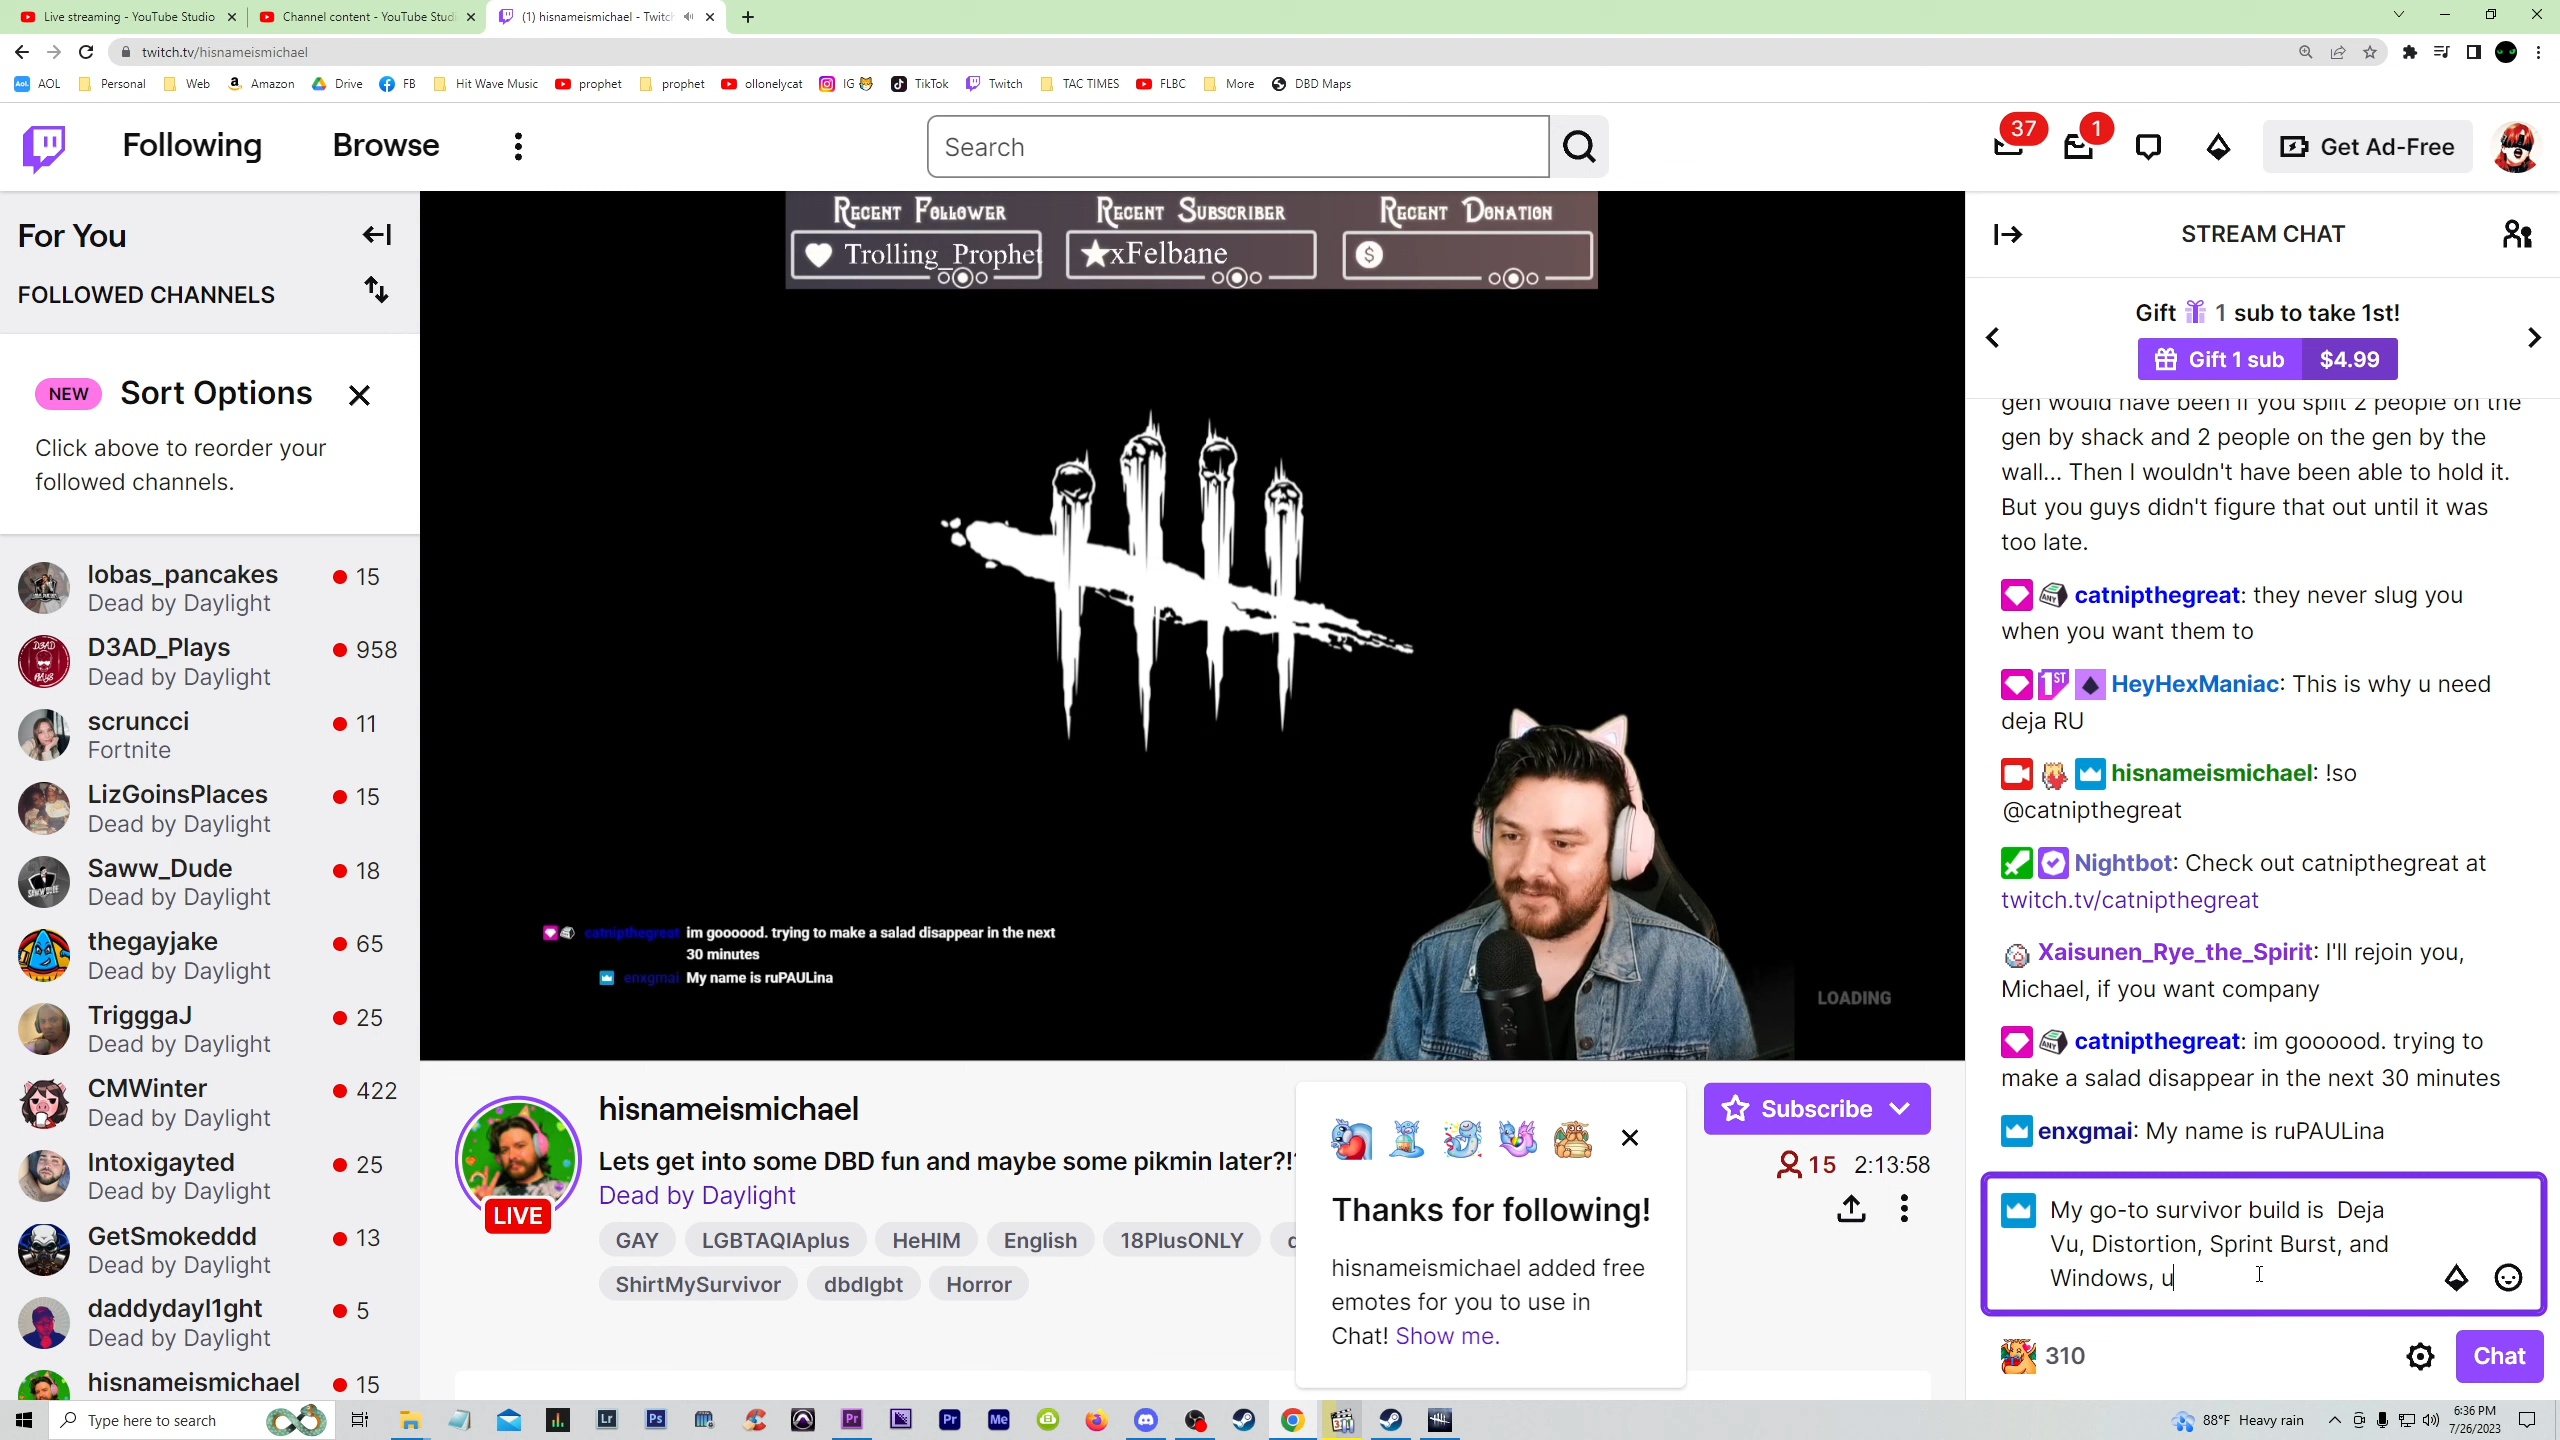 Live streaming - YouTube Studio
Channel content - YouTube Studi
(1) hisnameismichael - Twitch
twitch.tv/hisnameismichael
Aol. AOL
Personal
Web
Amazon
Drive
FB
Hit Wave Music
prophet
prophet
ollonelycat
IG
TikTok
Twitch
TAC TIMES
FLBC
More
DBD Maps
Following
Browse
Search
37
1
Get Ad-Free
For You
FOLLOWED CHANNELS
NEW Sort Options
Click above to reorder your
followed channels.
lobas_pancakes 15
Dead by Daylight
D3AD_Plays 958
Dead by Daylight
scruncci 11
Fortnite
LizGoinsPlaces 15
Dead by Daylight
Saww_Dude 18
Dead by Daylight
thegayjake 65
Dead by Daylight
TrigggaJ 25
Dead by Daylight
CMWinter 422
Dead by Daylight
Intoxigayted 25
Dead by Daylight
GetSmokeddd 13
Dead by Daylight
daddydayl1ght 5
Dead by Daylight
hisnameismichael 15
Recent Follower
Trolling_Prophet
Recent Subscriber
xFelbane
Recent Donation
catnipthegreat im goooood. trying to make a salad disappear in the next
30 minutes
enxgmai My name is ruPAULina
LOADING
LIVE
hisnameismichael
Lets get into some DBD fun and maybe some pikmin later?!
Dead by Daylight
GAY
LGBTAQIAplus
HeHIM
English
18PlusONLY
ShirtMySurvivor
dbdlgbt
Horror
Thanks for following!
hisnameismichael added free
emotes for you to use in
Chat! Show me.
Subscribe
15 2:13:58
STREAM CHAT
Gift 1 sub to take 1st!
Gift 1 sub $4.99
gen would have been if you split 2 people on the
gen by shack and 2 people on the gen by the
wall... Then I wouldn't have been able to hold it.
But you guys didn't figure that out until it was
too late.
catnipthegreat: they never slug you
when you want them to
HeyHexManiac: This is why u need
deja RU
hisnameismichael: !so
@catnipthegreat
Nightbot: Check out catnipthegreat at
twitch.tv/catnipthegreat
Xaisunen_Rye_the_Spirit: I'll rejoin you,
Michael, if you want company
catnipthegreat: im goooood. trying to
make a salad disappear in the next 30 minutes
enxgmai: My name is ruPAULina
My go-to survivor build is  Deja
Vu, Distortion, Sprint Burst, and
Windows, u
310
Chat
Type here to search
88°F Heavy rain
6:36 PM
7/26/2023